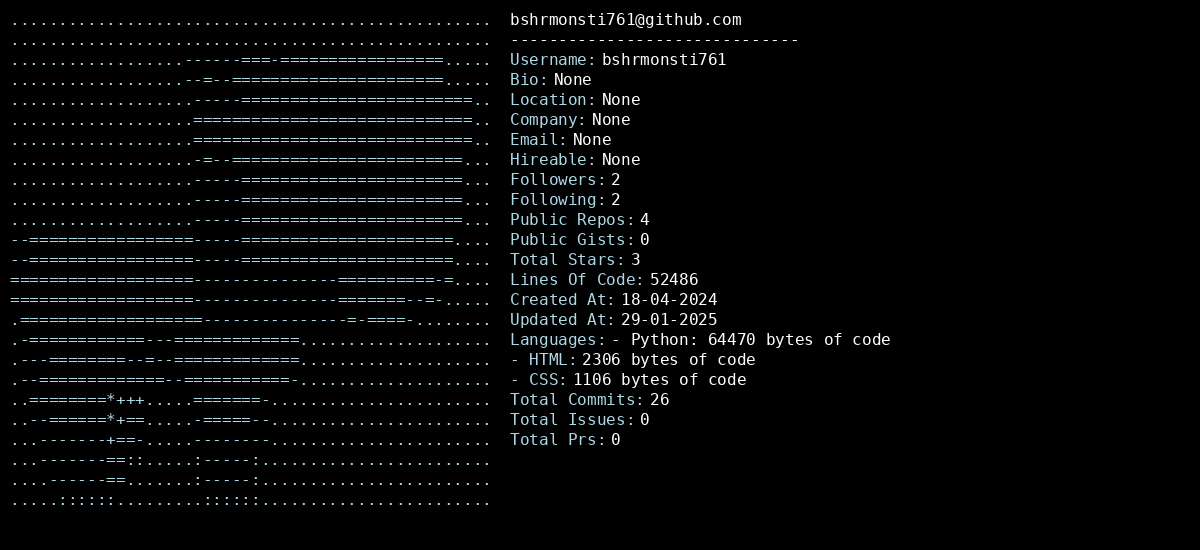 bshrmonsti761@github.com
------------------------------
Username: bshrmonsti761
Bio: None
Location: None
Company: None
Email: None
Hireable: None
Followers: 2
Following: 2
Public Repos: 4
Public Gists: 0
Total Stars: 3
Lines Of Code: 52486
Created At: 18-04-2024
Updated At: 29-01-2025
Languages: - Python: 64470 bytes of code
- HTML: 2306 bytes of code
- CSS: 1106 bytes of code
Total Commits: 26
Total Issues: 0
Total Prs: 0